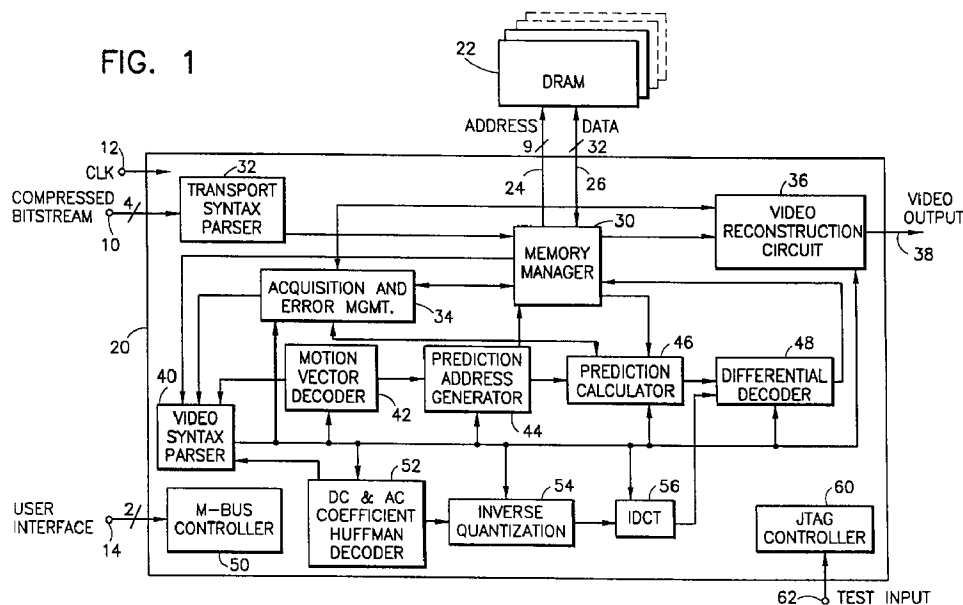 FIG. 1
22
DRAM
ADDRESS
DATA
9
32
24
26
12
CLK
COMPRESSED
BITSTREAM
4
10
32
TRANSPORT
SYNTAX
PARSER
30
MEMORY
MANAGER
36
VIDEO
RECONSTRUCTION
CIRCUIT
VIDEO
OUTPUT
38
ACQUISITION AND
ERROR MGMT.
34
20
40
VIDEO
SYNTAX
PARSER
MOTION
VECTOR
DECODER
42
PREDICTION
ADDRESS
GENERATOR
44
46
PREDICTION
CALCULATOR
48
DIFFERENTIAL
DECODER
USER
INTERFACE
2
14
M-BUS
CONTROLLER
50
52
DC & AC
COEFFICIENT
HUFFMAN
DECODER
54
INVERSE
QUANTIZATION
56
IDCT
60
JTAG
CONTROLLER
62
TEST INPUT